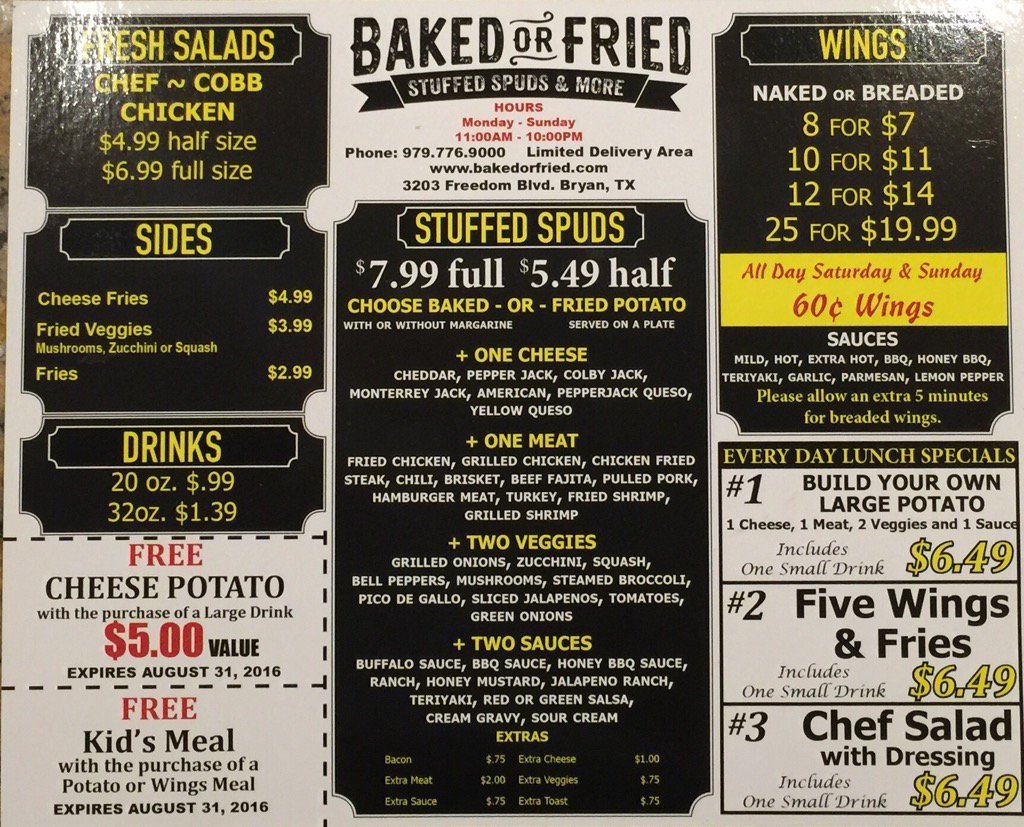 FRESH SALADS
CHEF ~ COBB
CHICKEN
$4.99 half size
$6.99 full size
SIDES
Cheese Fries $4.99
Fried Veggies $3.99
Mushrooms, Zucchini or Squash
Fries $2.99
DRINKS
20 oz. $.99
32oz. $1.39
FREE
CHEESE POTATO
with the purchase of a Large Drink
$5.00 VALUE
EXPIRES AUGUST 31, 2016
FREE
Kid's Meal
with the purchase of a
Potato or Wings Meal
EXPIRES AUGUST 31, 2016
BAKED OR FRIED
STUFFED SPUDS & MORE
HOURS
Monday - Sunday
11:00AM - 10:00PM
Phone: 979.776.9000 Limited Delivery Area
www.bakedorfried.com
3203 Freedom Blvd. Bryan, TX
STUFFED SPUDS
$7.99 full $5.49 half
CHOOSE BAKED - OR - FRIED POTATO
WITH OR WITHOUT MARGARINE SERVED ON A PLATE
+ ONE CHEESE
CHEDDAR, PEPPER JACK, COLBY JACK,
MONTERREY JACK, AMERICAN, PEPPERJACK QUESO,
YELLOW QUESO
+ ONE MEAT
FRIED CHICKEN, GRILLED CHICKEN, CHICKEN FRIED
STEAK, CHILI, BRISKET, BEEF FAJITA, PULLED PORK,
HAMBURGER MEAT, TURKEY, FRIED SHRIMP,
GRILLED SHRIMP
+ TWO VEGGIES
GRILLED ONIONS, ZUCCHINI, SQUASH,
BELL PEPPERS, MUSHROOMS, STEAMED BROCCOLI,
PICO DE GALLO, SLICED JALAPENOS, TOMATOES,
GREEN ONIONS
+ TWO SAUCES
BUFFALO SAUCE, BBQ SAUCE, HONEY BBQ SAUCE,
RANCH, HONEY MUSTARD, JALAPENO RANCH,
TERIYAKI, RED OR GREEN SALSA,
CREAM GRAVY, SOUR CREAM
EXTRAS
Bacon $.75 Extra Cheese $1.00
Extra Meat $2.00 Extra Veggies $.75
Extra Sauce $.75 Extra Toast $.75
WINGS
NAKED OR BREADED
8 FOR $7
10 FOR $11
12 FOR $14
25 FOR $19.99
All Day Saturday & Sunday
60¢ Wings
SAUCES
MILD, HOT, EXTRA HOT, BBQ, HONEY BBQ,
TERIYAKI, GARLIC, PARMESAN, LEMON PEPPER
Please allow an extra 5 minutes
for breaded wings.
EVERY DAY LUNCH SPECIALS
#1 BUILD YOUR OWN
LARGE POTATO
1 Cheese, 1 Meat, 2 Veggies and 1 Sauce
Includes
One Small Drink $6.49
#2 Five Wings
& Fries
Includes
One Small Drink $6.49
#3 Chef Salad
with Dressing
Includes
One Small Drink $6.49